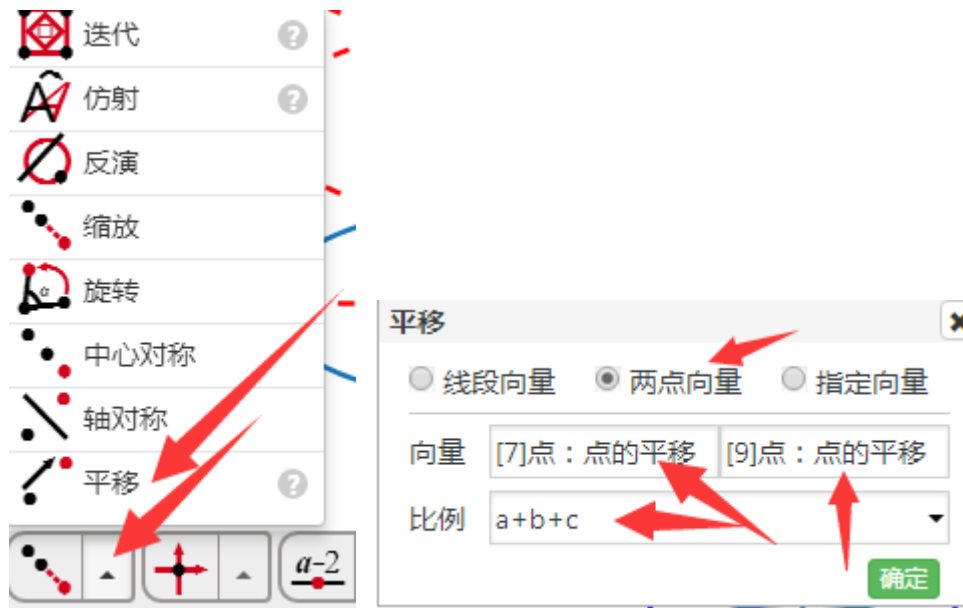 迭代 ?
仿射 ?
反演
缩放
α 旋转
中心对称
轴对称
平移 ?
a-2
平移 ×
线段向量 两点向量 指定向量
向量 [7]点：点的平移 [9]点：点的平移
比例 a+b+c
确定